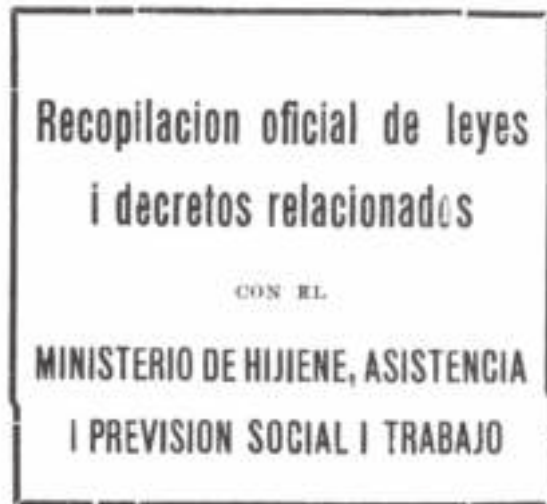 Recopilacion oficial de leyes
i decretos relacionados
CON EL
MINISTERIO DE HIJIENE, ASISTENCIA
I PREVISION SOCIAL I TRABAJO